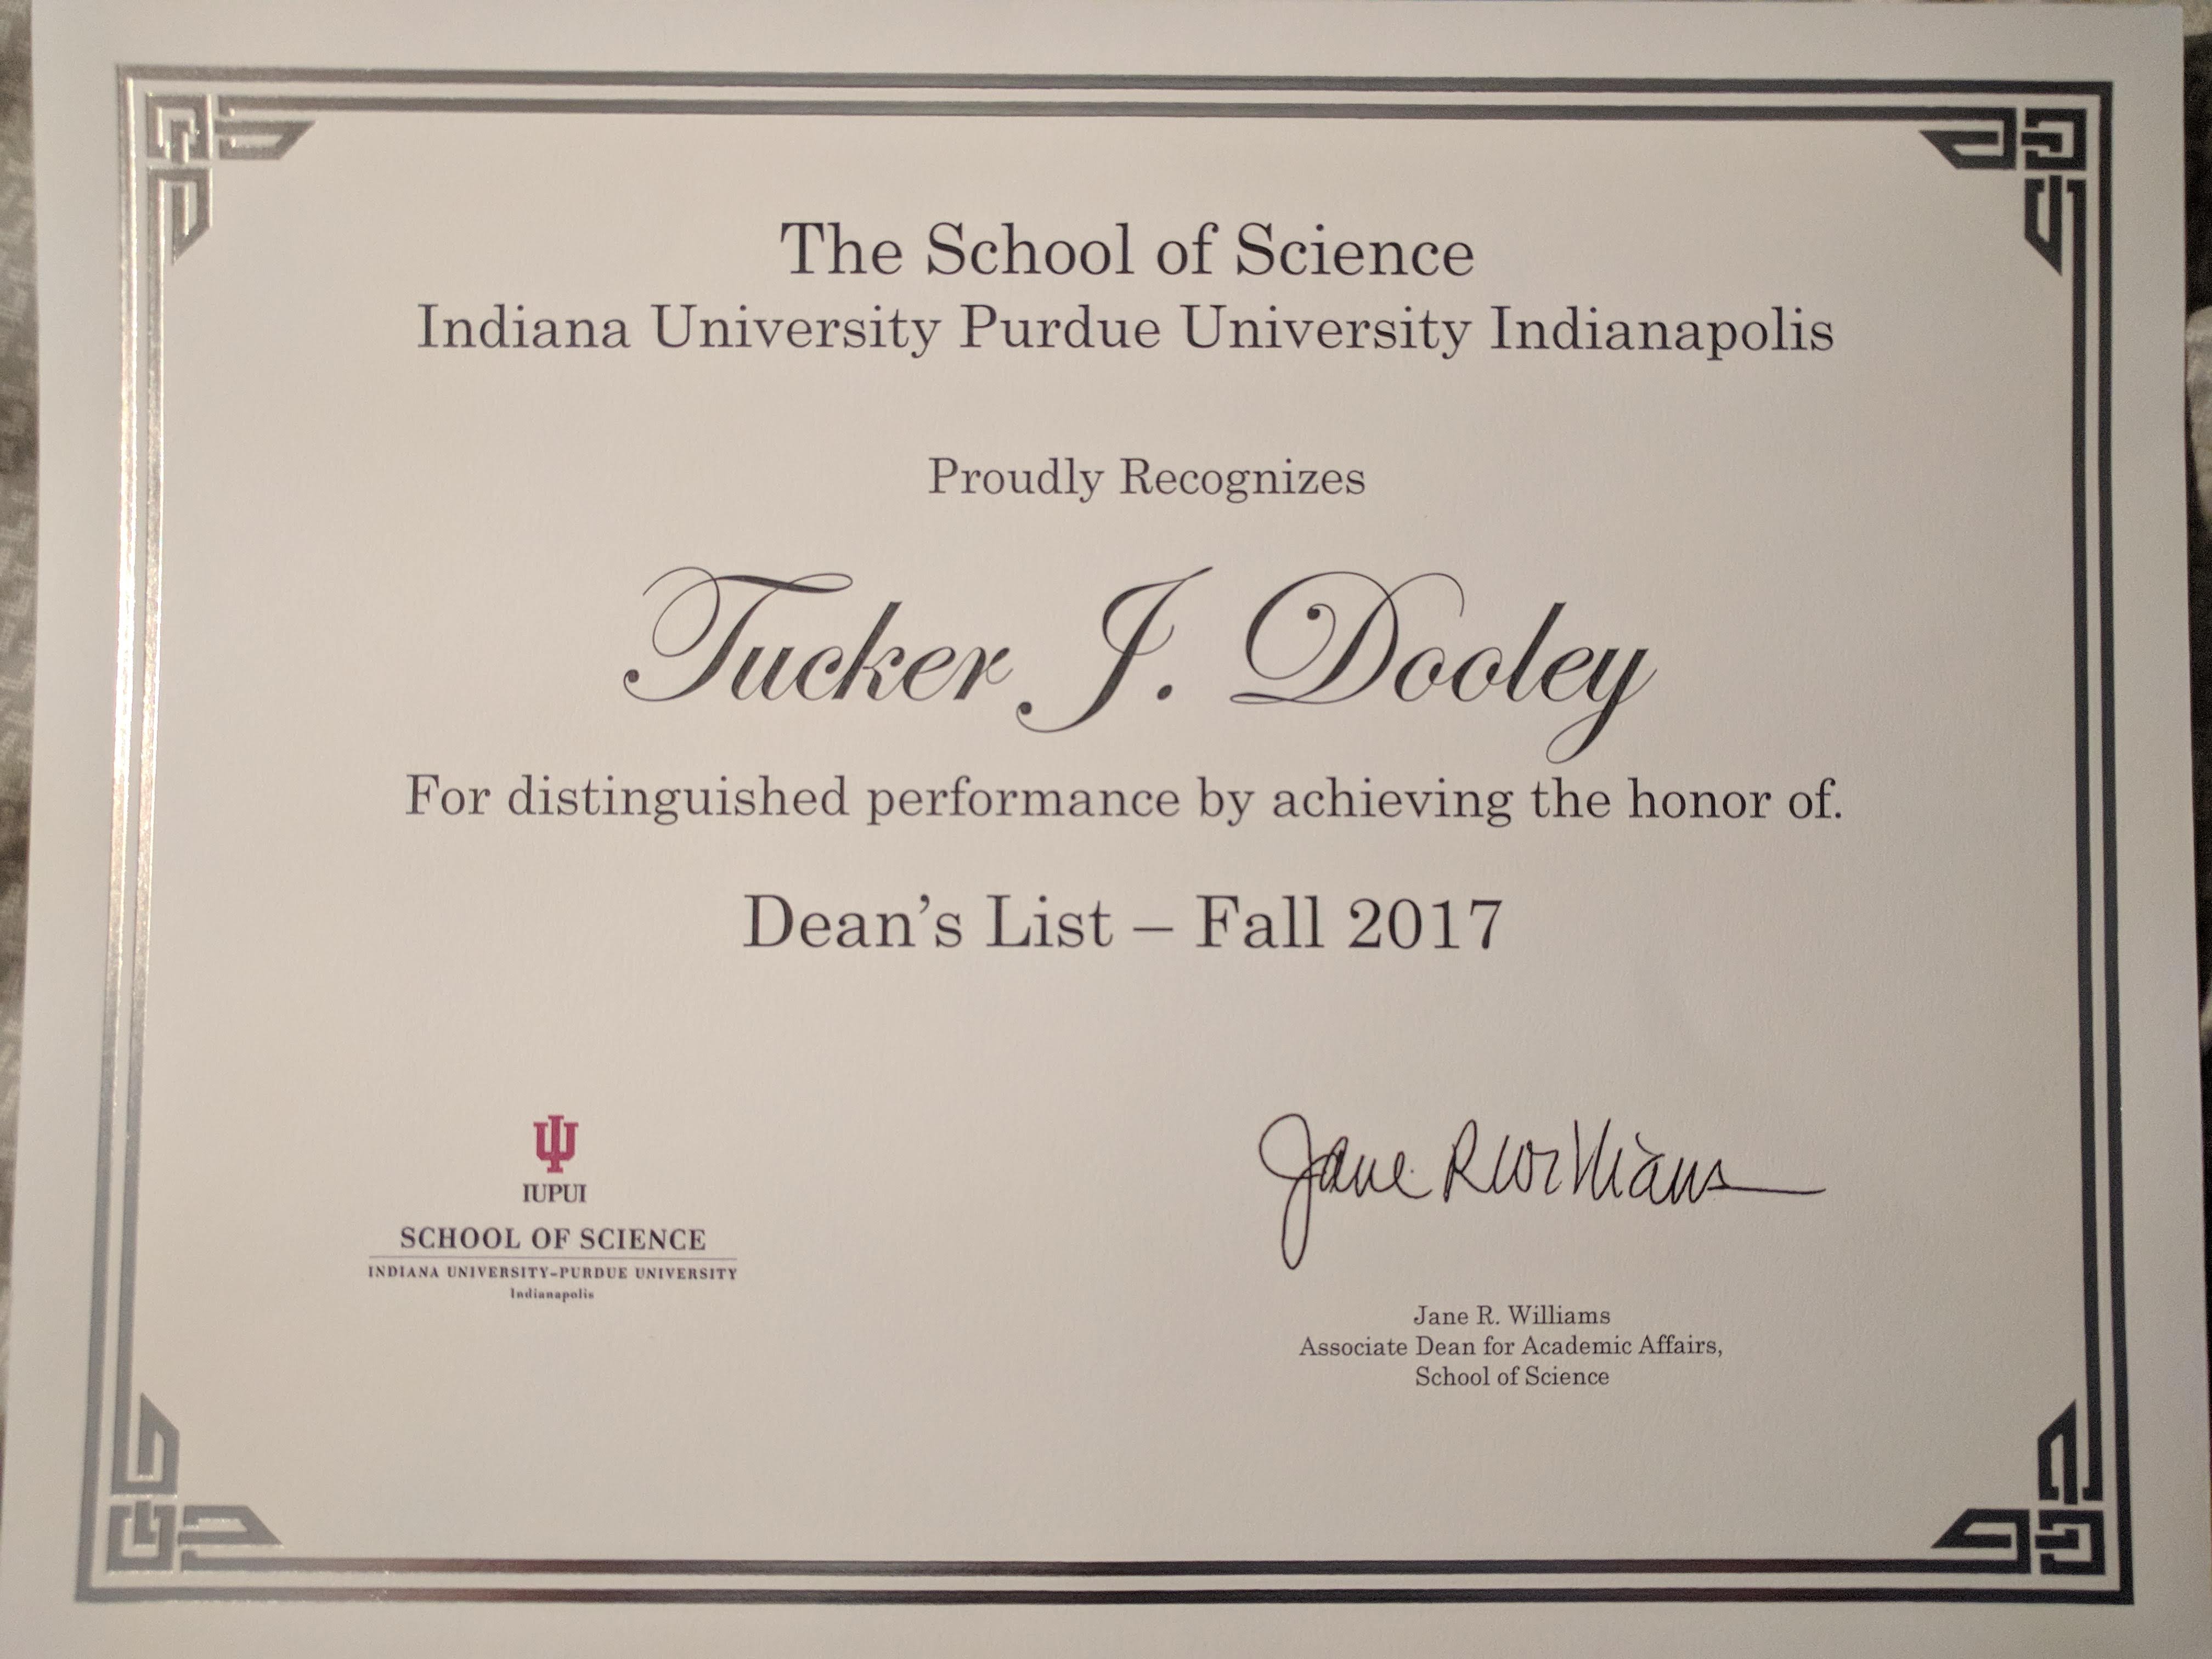 The School of Science
Indiana University Purdue University Indianapolis
Proudly Recognizes
Tucker J. Dooley
For distinguished performance by achieving the honor of.
Dean's List – Fall 2017
IUPUI
SCHOOL OF SCIENCE
INDIANA UNIVERSITY–PURDUE UNIVERSITY
Indianapolis
Jane R Williams
Jane R. Williams
Associate Dean for Academic Affairs,
School of Science